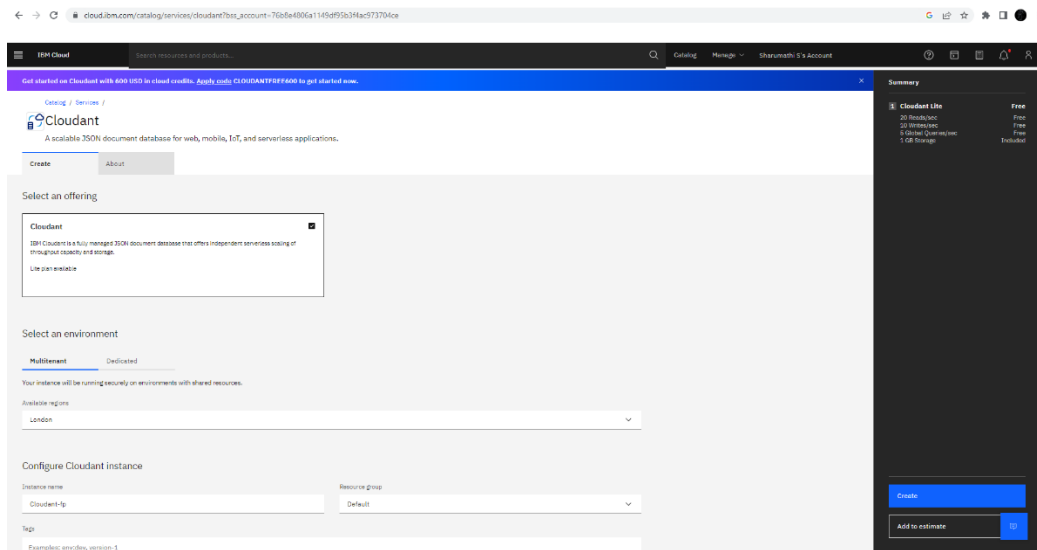 cloud.ibm.com/catalog/services/cloudant?bss_account=76b8e4806a1149df95b3f4ac973704ce
IBM Cloud
Search resources and products...
Catalog
Manage
Sharumathi S's Account
Get started on Cloudant with 600 USD in cloud credits. Apply code CLOUDANTFREE600 to get started now.
Catalog / Services /
Cloudant
A scalable JSON document database for web, mobile, IoT, and serverless applications.
Create
About
Select an offering
Cloudant
IBM Cloudant is a fully managed JSON document database that offers independent serverless scaling of
throughput capacity and storage.
Lite plan available
Select an environment
Multitenant
Dedicated
Your instance will be running securely on environments with shared resources.
Available regions
London
Configure Cloudant instance
Instance name
Resource group
Cloudant-fp
Default
Tags
Examples: env:dev, version-1
Summary
1 Cloudant Lite Free
20 Reads/sec Free
10 Writes/sec Free
5 Global Queries/sec Free
1 GB Storage Included
Create
Add to estimate